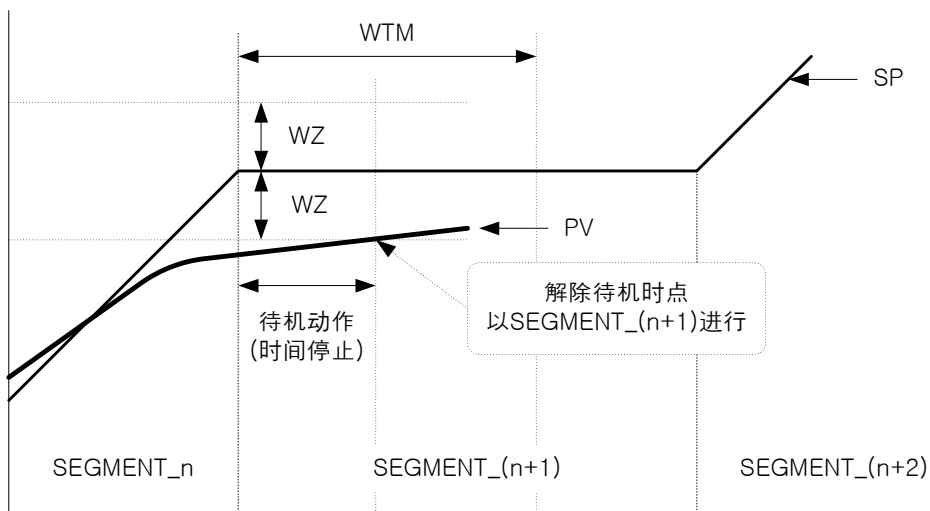 WTM
SP
WZ
WZ
PV
解除待机时点
以SEGMENT_(n+1)进行
待机动作
(时间停止)
SEGMENT_n
SEGMENT_(n+1)
SEGMENT_(n+2)